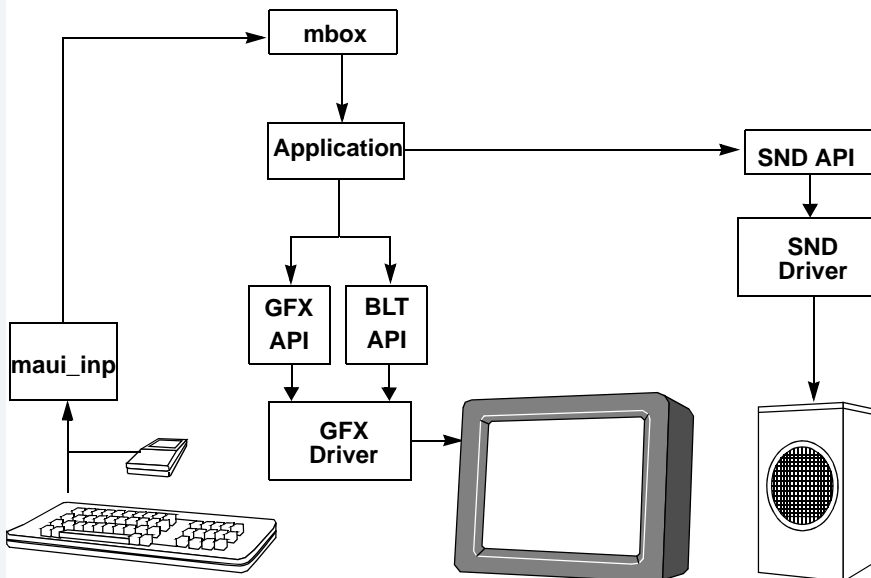 mbox
Application
SND API
SND
Driver
GFX
API
BLT
API
maui_inp
GFX
Driver